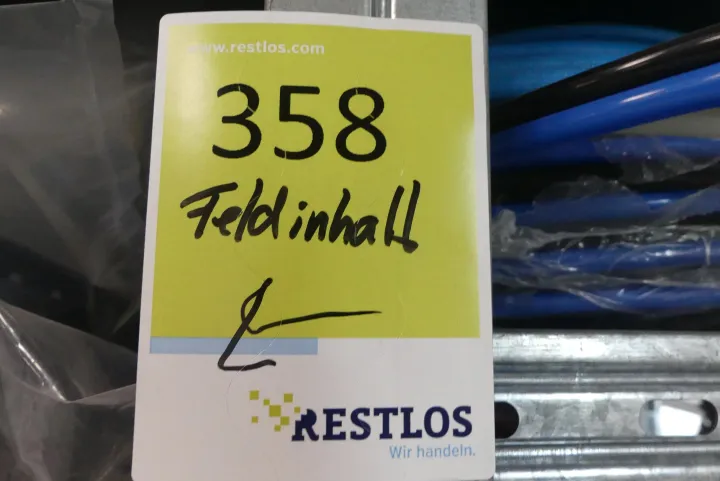 www.restlos.com
358
Feldinhalt
RESTLOS
Wir handeln.